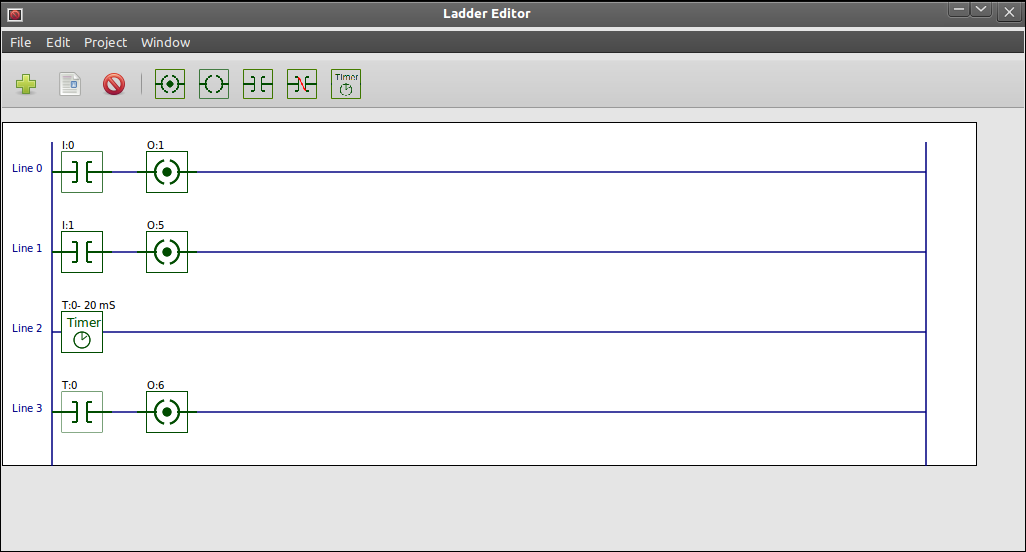 Ladder Editor
File Edit Project Window
Timer
I:0 O:1
Line 0
I:1 O:5
Line 1
T:0- 20 mS
Timer
Line 2
T:0 O:6
Line 3